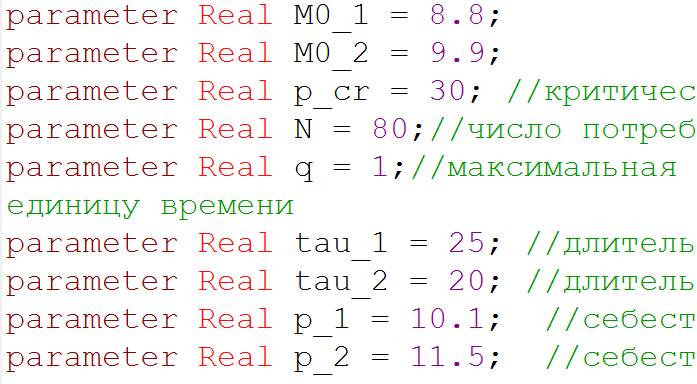 parameter Real M0_1 = 8.8;
parameter Real M0_2 = 9.9;
parameter Real p_cr = 30; //критичес
parameter Real N = 80;//число потреб
parameter Real q = 1;//максимальная
единицу времени
parameter Real tau_1 = 25; //длитель
parameter Real tau_2 = 20; //длитель
parameter Real p_1 = 10.1;  //себест
parameter Real p_2 = 11.5;  //себест